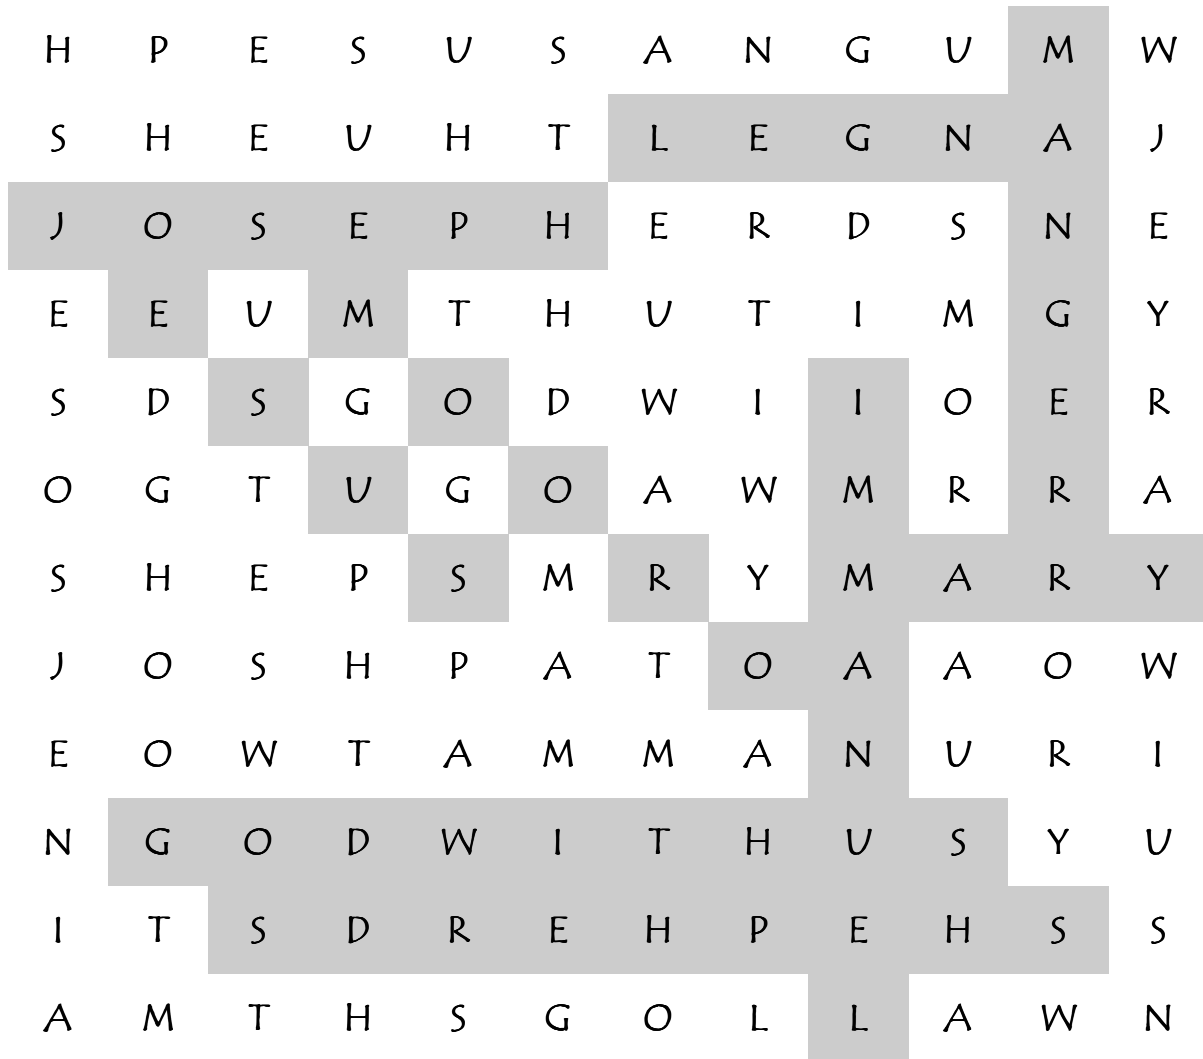 H P E S U S A N G U M W
S H E U H T L E G N A J
J O S E P H E R D S N E
E E U M T H U T I M G Y
S D S G O D W I I O E R
O G T U G O A W M R R A
S H E P S M R Y M A R Y
J O S H P A T O A A O W
E O W T A M M A N U R I
N G O D W I T H U S Y U
I T S D R E H P E H S S
A M T H S G O L L A W N